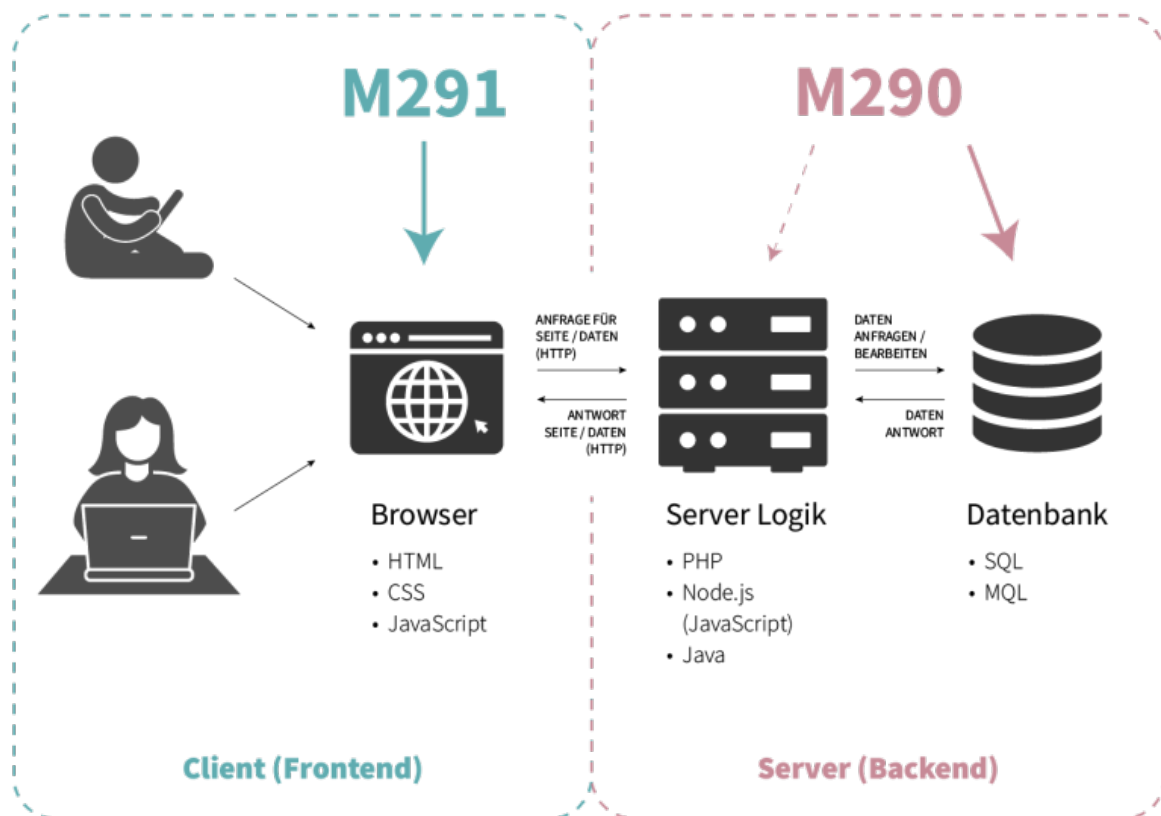 M291
M290
ANFRAGE FÜR
SEITE / DATEN
(HTTP)
ANTWORT
SEITE / DATEN
(HTTP)
DATEN
ANFRAGEN /
BEARBEITEN
DATEN
ANTWORT
Browser
• HTML
• CSS
• JavaScript
Server Logik
• PHP
• Node.js
(JavaScript)
• Java
Datenbank
• SQL
• MQL
Client (Frontend)
Server (Backend)